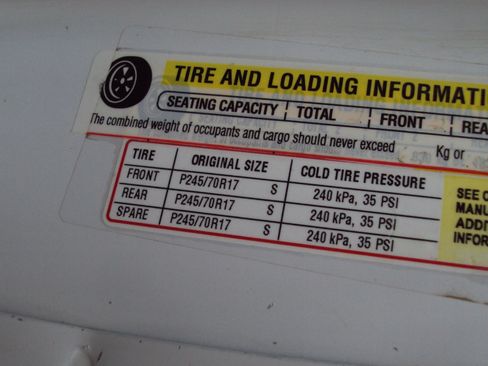 TIRE AND LOADING INFORMATI
SEATING CAPACITY TOTAL FRONT REA
The combined weight of occupants and cargo should never exceed Kg or
TIRE ORIGINAL SIZE COLD TIRE PRESSURE
FRONT P245/70R17 S 240 kPa, 35 PSI
REAR P245/70R17 S 240 kPa, 35 PSI
SPARE P245/70R17 S 240 kPa, 35 PSI
SEE O
MANU
ADDIT
INFOR